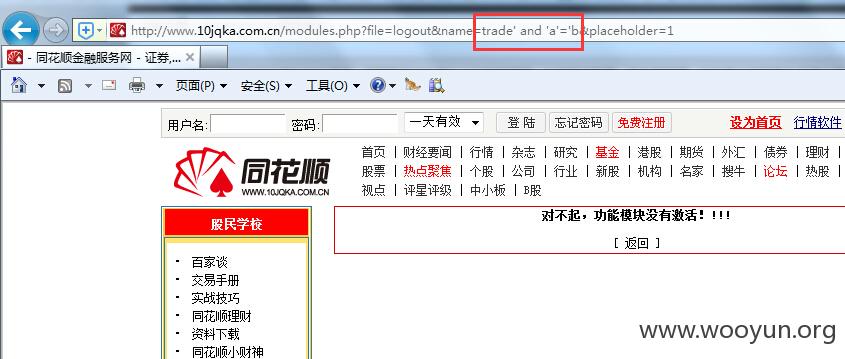 http://www.10jqka.com.cn/modules.php?file=logout&name=trade' and 'a'='b&placeholder=1
- 同花顺金融服务网 - 证券,... ×
页面(P) 安全(S) 工具(O)
用户名: 密码: 一天有效 登 陆 忘记密码 免费注册 设为首页 行情软件
同花顺
WWW.10JQKA.COM.CN
首页 | 财经要闻 | 行情 | 杂志 | 研究 | 基金 | 港股 | 期货 | 外汇 | 债券 | 理财 |
股票 | 热点聚焦 | 个股 | 公司 | 行业 | 新股 | 机构 | 名家 | 搜牛 | 论坛 | 热股 |
视点 | 评星评级 | 中小板 | B股
股民学校
对不起，功能模块没有激活！!!!
[ 返回 ]
百家谈
交易手册
实战技巧
同花顺理财
资料下载
同花顺小财神
www.wooyun.org